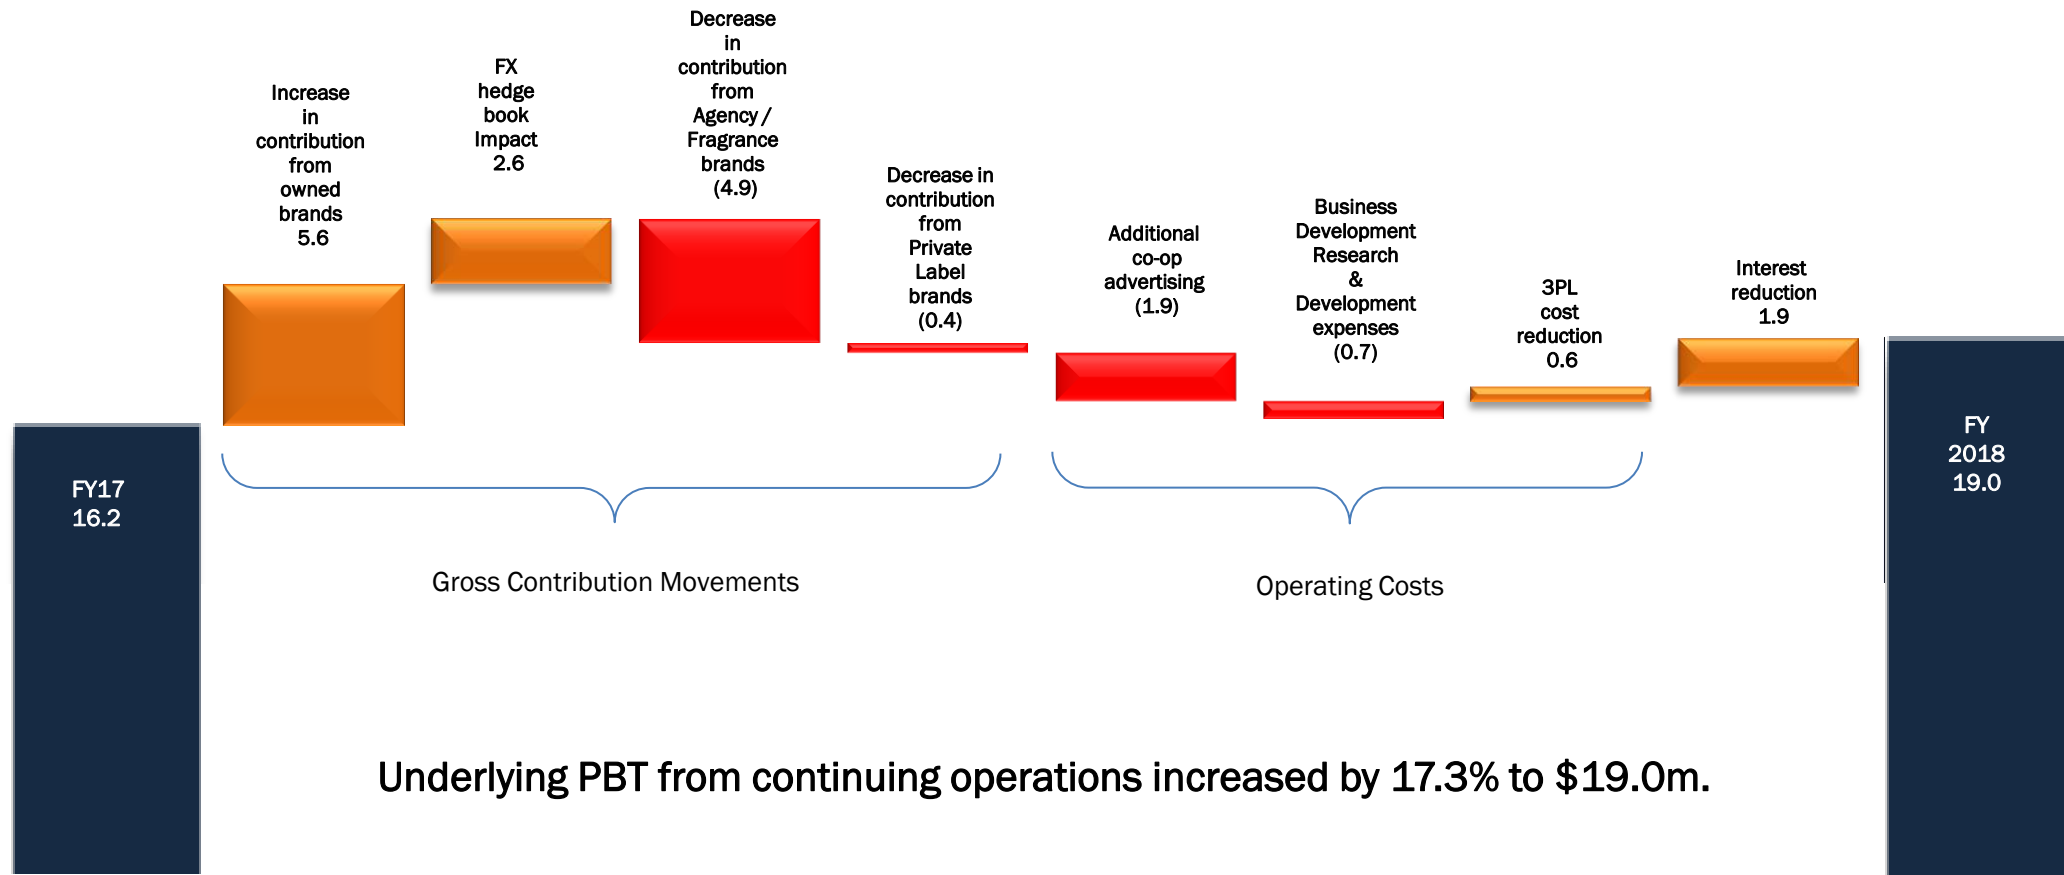 Increase
in
contribution
from
owned
brands
5.6
FX
hedge
book
Impact
2.6
Decrease
in
contribution
from
Agency /
Fragrance
brands
(4.9)
Decrease in
contribution
from
Private
Label
brands
(0.4)
Additional
co-op
advertising
(1.9)
Business
Development
Research
&
Development
expenses
(0.7)
3PL
cost
reduction
0.6
Interest
reduction
1.9
FY17
16.2
FY
2018
19.0
Gross Contribution Movements
Operating Costs
Underlying PBT from continuing operations increased by 17.3% to $19.0m.